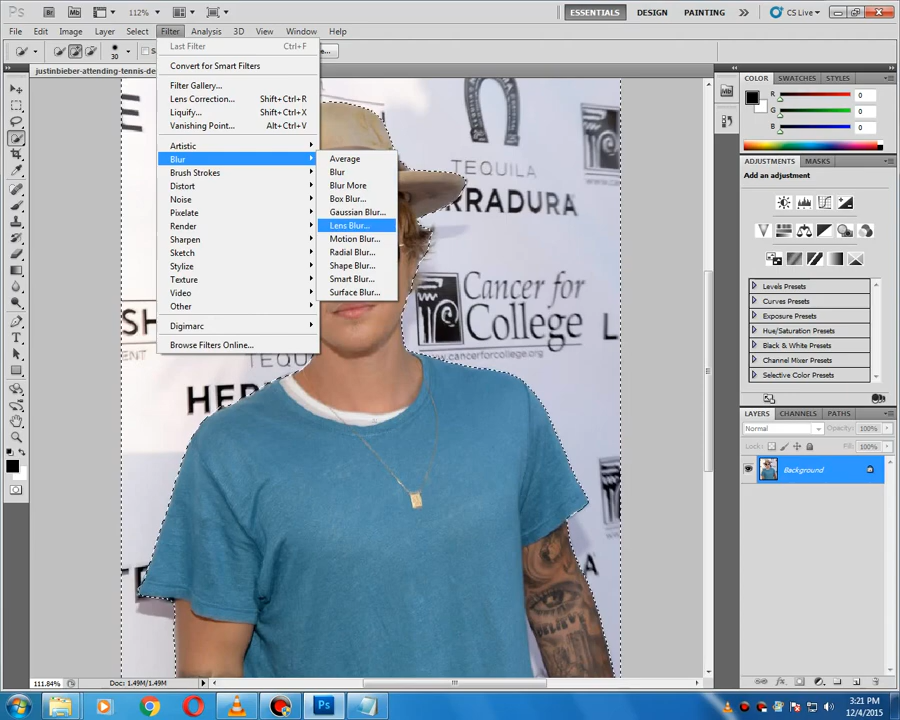 Ps Br Mb 112% ESSENTIALS DESIGN PAINTING CS Live
File Edit Image Layer Select Filter Analysis 3D View Window Help
30
justinbieber-attending-tennis-de
Last Filter Ctrl+F
Convert for Smart Filters
Filter Gallery...
Lens Correction... Shift+Ctrl+R
Liquify... Shift+Ctrl+X
Vanishing Point... Alt+Ctrl+V
Artistic
Blur
Brush Strokes
Distort
Noise
Pixelate
Render
Sharpen
Sketch
Stylize
Texture
Video
Other
Digimarc
Browse Filters Online...
Average
Blur
Blur More
Box Blur...
Gaussian Blur...
Lens Blur...
Motion Blur...
Radial Blur...
Shape Blur...
Smart Blur...
Surface Blur...
TEQUILA
RRADURA
Cancer for
College
www.cancerforcollege.org
TEQU
HER
COLOR SWATCHES STYLES
R 0
G 0
B 0
ADJUSTMENTS MASKS
Add an adjustment
Levels Presets
Curves Presets
Exposure Presets
Hue/Saturation Presets
Black & White Presets
Channel Mixer Presets
Selective Color Presets
LAYERS CHANNELS PATHS
Normal Opacity: 100%
Lock: Fill: 100%
Background
111.84% Doc: 1.49M/1.49M
Ps
3:21 PM
12/4/2015